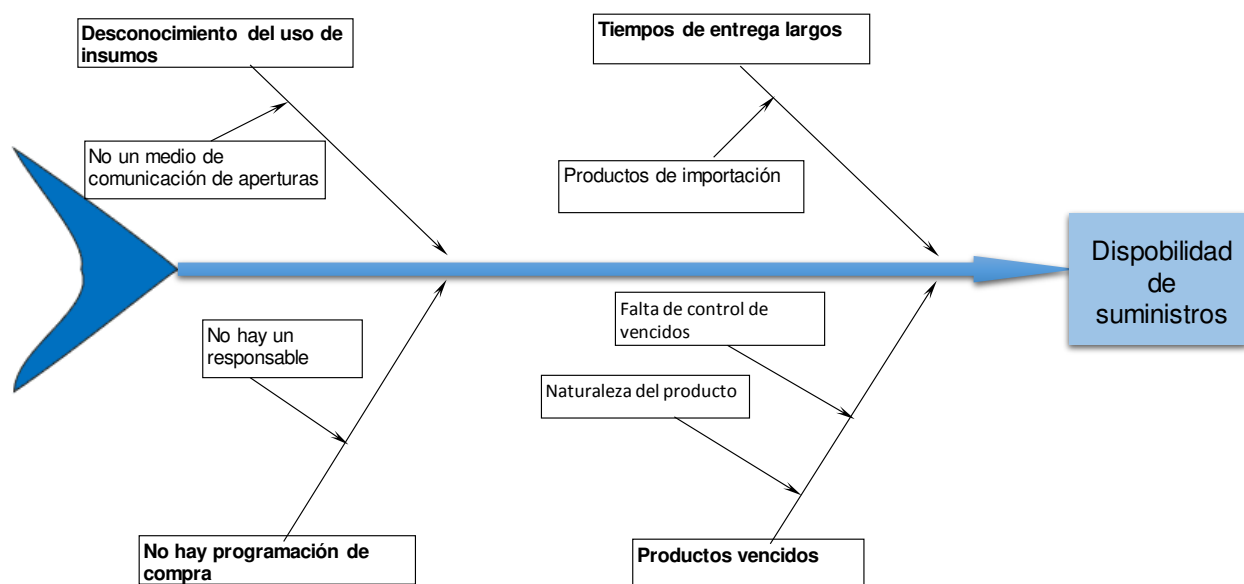 Desconocimiento del uso de
insumos
Tiempos de entrega largos
No un medio de
comunicación de aperturas
Productos de importación
Dispobilidad
de
suministros
No hay un
responsable
Falta de control de
vencidos
Naturaleza del producto
No hay programación de
compra
Productos vencidos